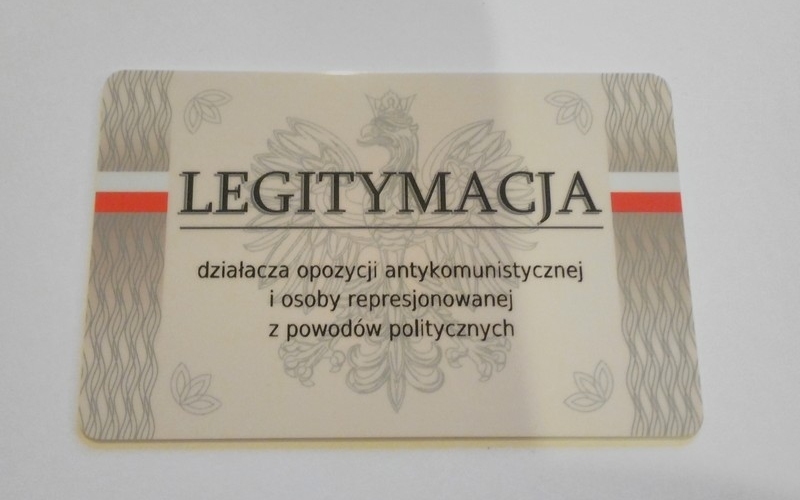 LEGITYMACJA
działacza opozycji antykomunistycznej
i osoby represjonowanej
z powodów politycznych